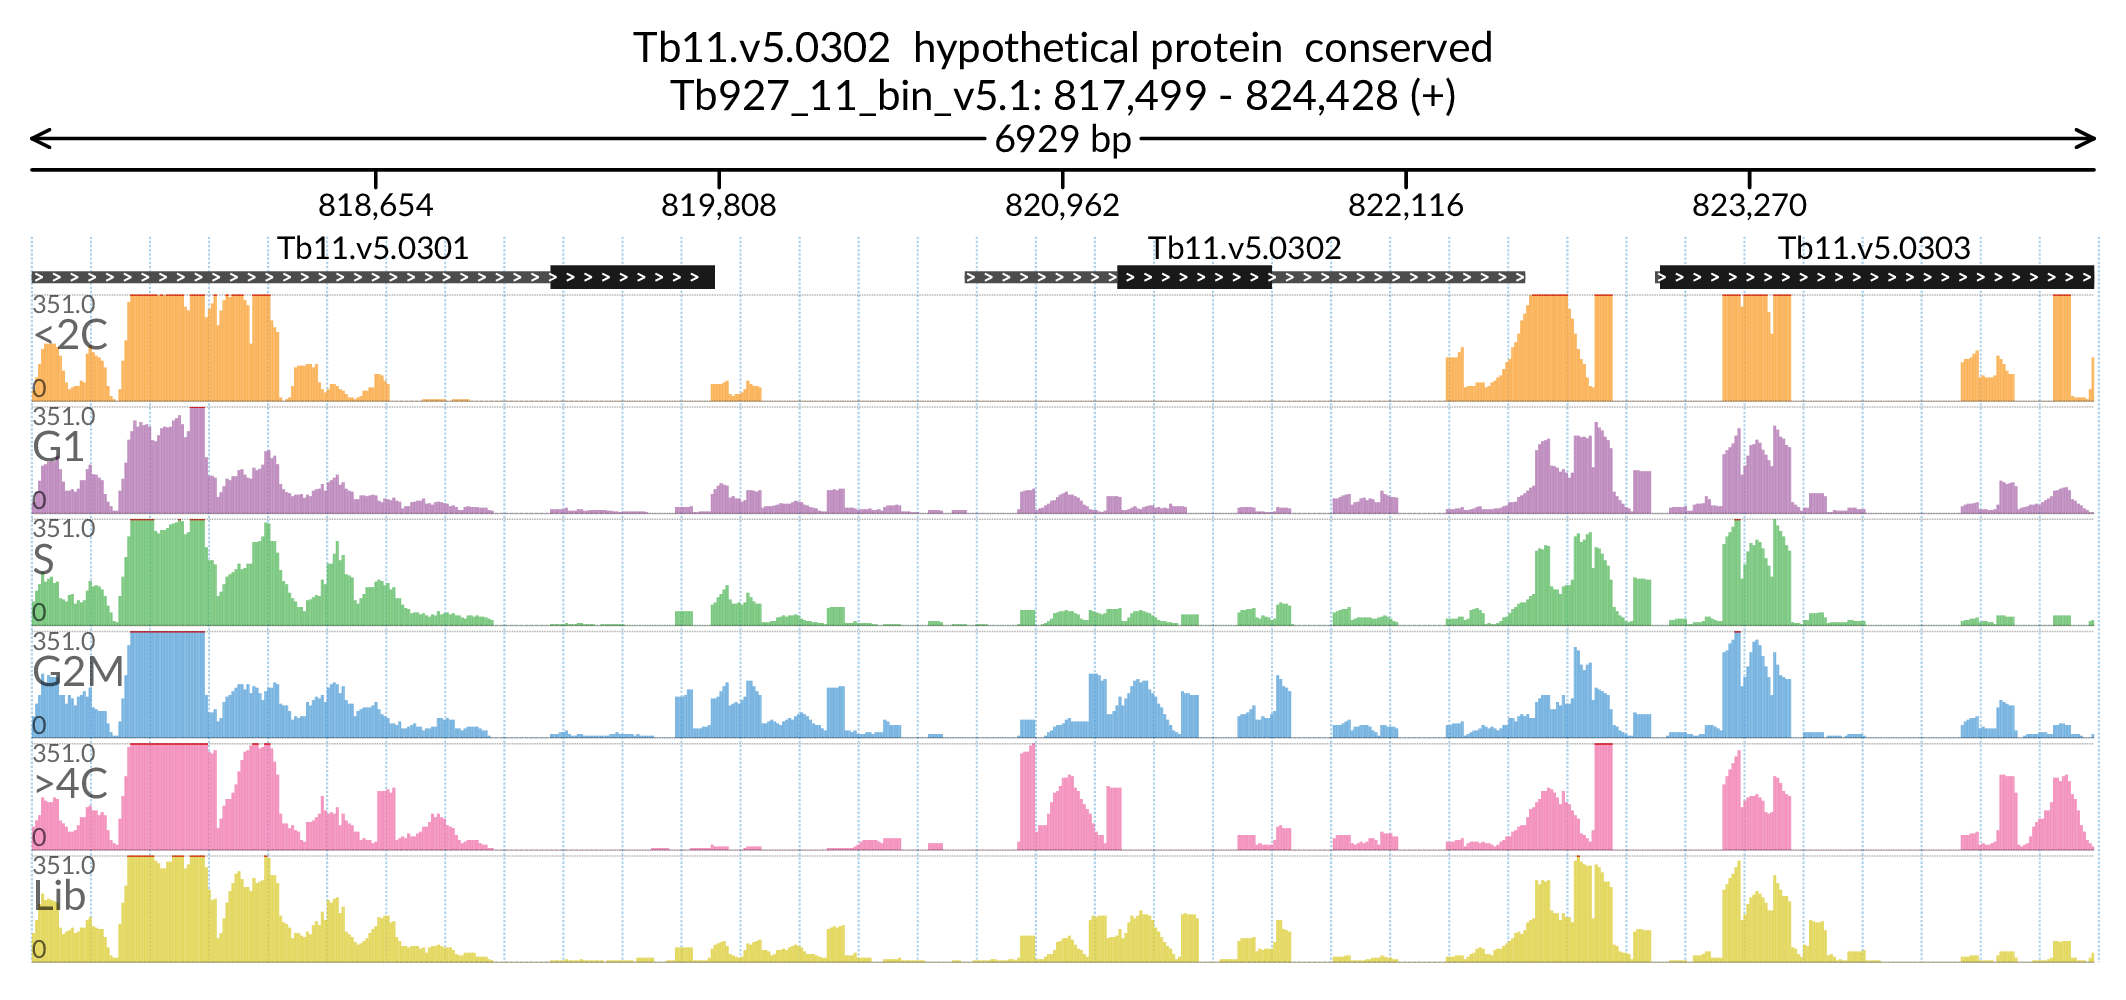 Tb11.v5.0302 hypothetical protein conserved
Tb927_11_bin_v5.1: 817,499 - 824,428 (+)
6929 bp
818,654 819,808 820,962 822,116 823,270
Tb11.v5.0301 Tb11.v5.0302 Tb11.v5.0303
351.0
<2C
0
351.0
G1
0
351.0
S
0
351.0
G2M
0
351.0
>4C
0
351.0
Lib
0